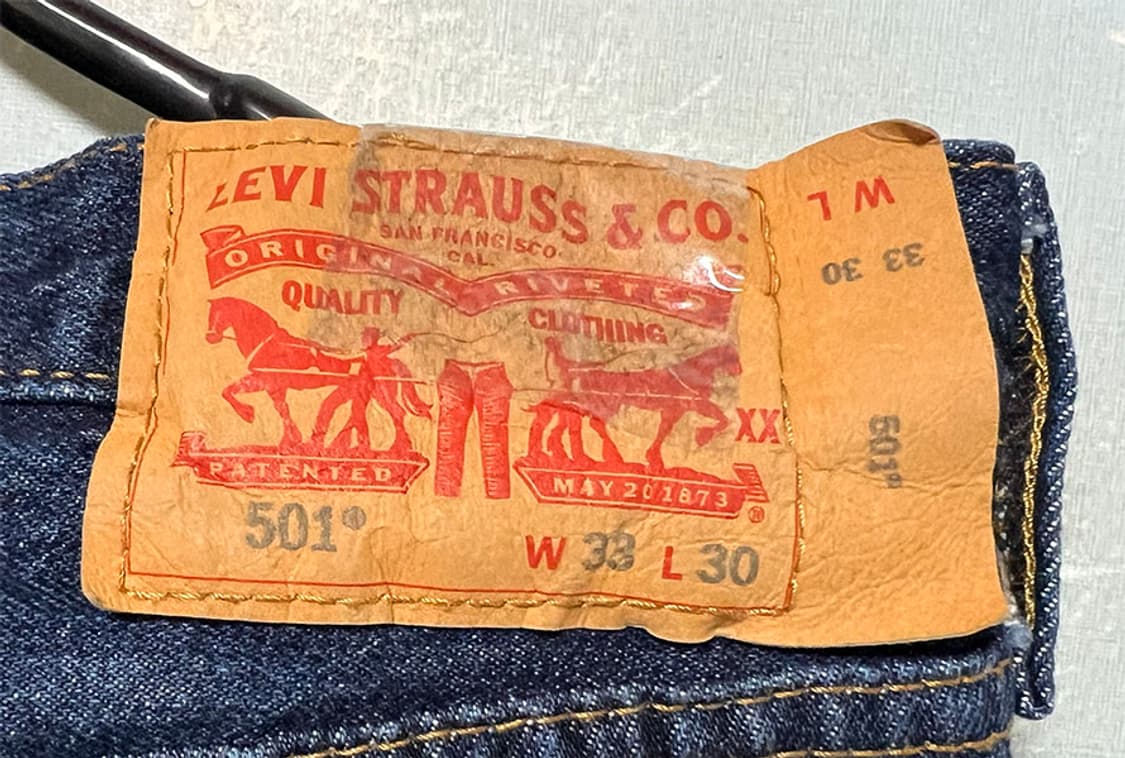 LEVI STRAUSS & CO.
SAN FRANCISCO
CAL.
ORIGINAL RIVETED
QUALITY CLOTHING
XX
PATENTED MAY 20 1873
®
501®
W 33 L 30
W L
33 30
501®